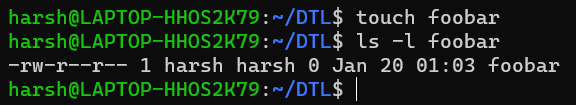 harsh@LAPTOP-HHOS2K79:~/DTL$ touch foobar
harsh@LAPTOP-HHOS2K79:~/DTL$ ls -l foobar
-rw-r--r-- 1 harsh harsh 0 Jan 20 01:03 foobar
harsh@LAPTOP-HHOS2K79:~/DTL$